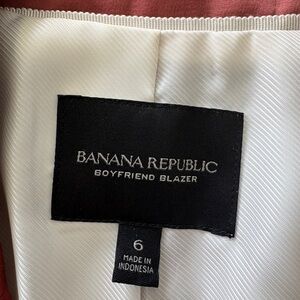 BANANA REPUBLIC
BOYFRIEND BLAZER
6
MADE IN
INDONESIA